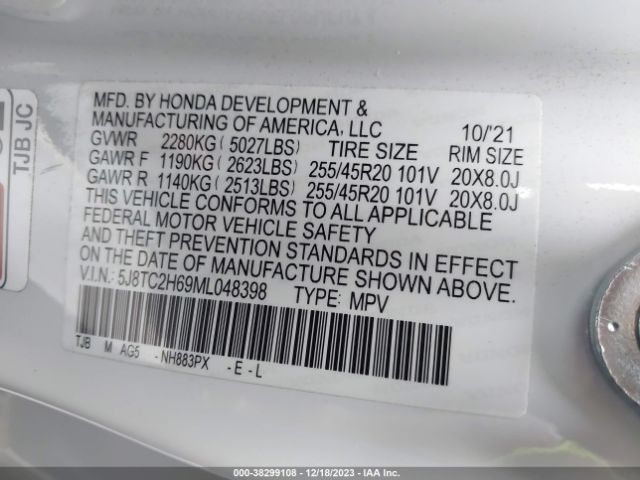 MFD. BY HONDA DEVELOPMENT &
MANUFACTURING OF AMERICA, LLC 10/'21
GVWR 2280KG (5027LBS) TIRE SIZE RIM SIZE
GAWR F 1190KG (2623LBS) 255/45R20 101V 20X8.0J
GAWR R 1140KG (2513LBS) 255/45R20 101V 20X8.0J
THIS VEHICLE CONFORMS TO ALL APPLICABLE
FEDERAL MOTOR VEHICLE SAFETY
AND THEFT PREVENTION STANDARDS IN EFFECT
ON THE DATE OF MANUFACTURE SHOWN ABOVE.
V.I.N.: 5J8TC2H69ML048398 TYPE: MPV
TJB M AG5 -NH883PX -E-L
TJB JC
000-38299108 - 12/18/2023 - IAA Inc.